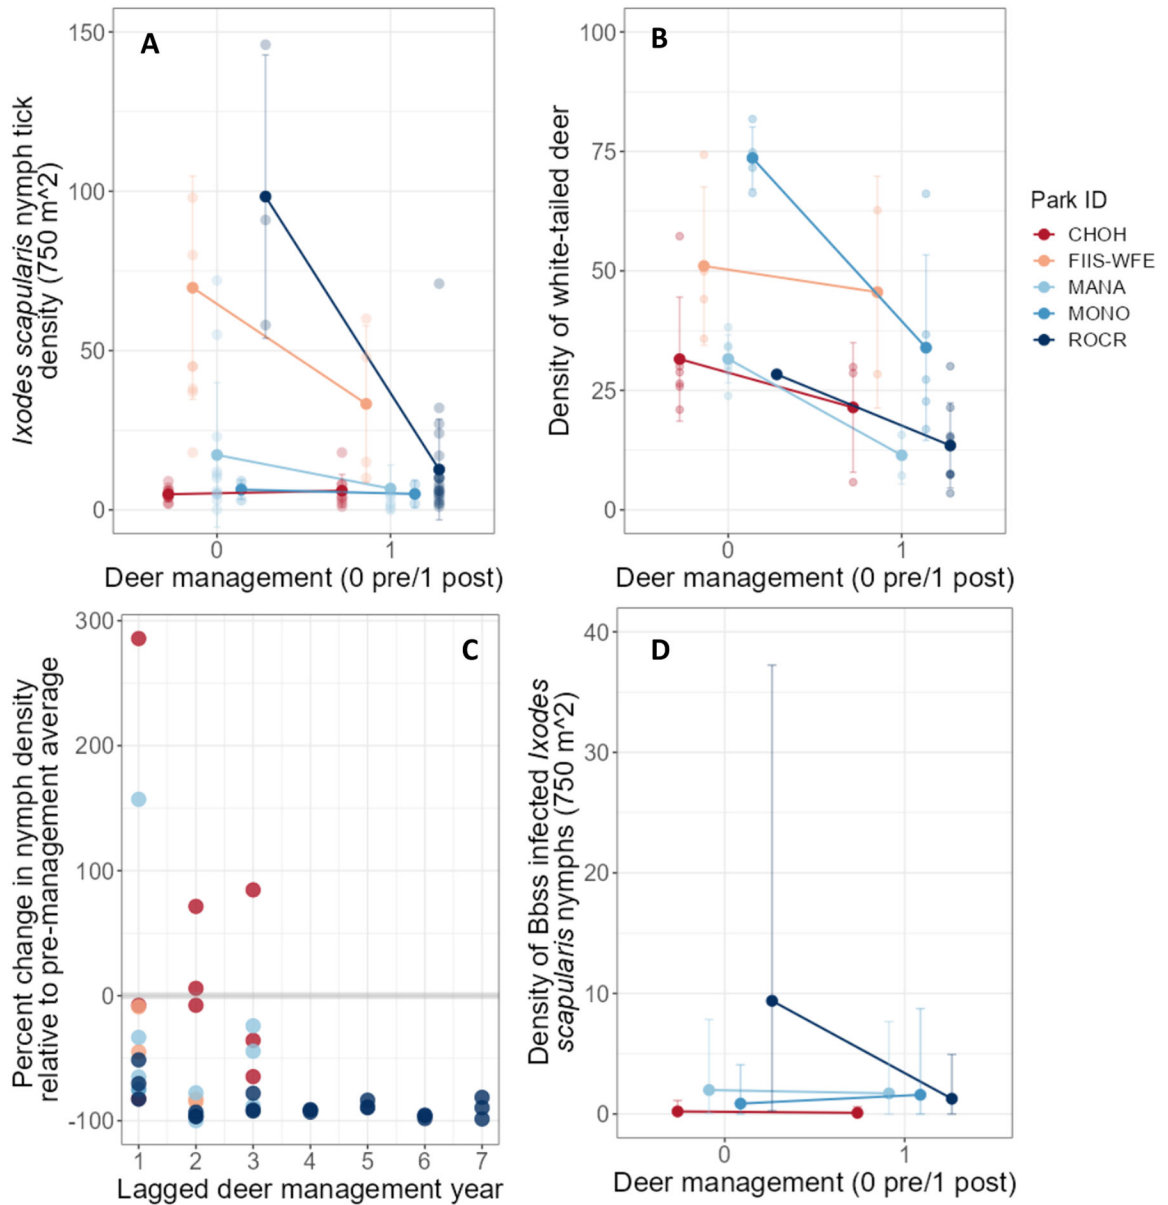 A
Ixodes scapularis nymph tick
density (750 m^2)
150
100
50
0
0
1
Deer management (0 pre/1 post)
B
Density of white-tailed deer
100
75
50
25
0
0
1
Deer management (0 pre/1 post)
Park ID
CHOH
FIIS-WFE
MANA
MONO
ROCR
C
Percent change in nymph density
relative to pre-management average
300
200
100
0
-100
1 2 3 4 5 6 7
Lagged deer management year
D
Density of Bbss infected Ixodes
scapularis nymphs (750 m^2)
40
30
20
10
0
0
1
Deer management (0 pre/1 post)